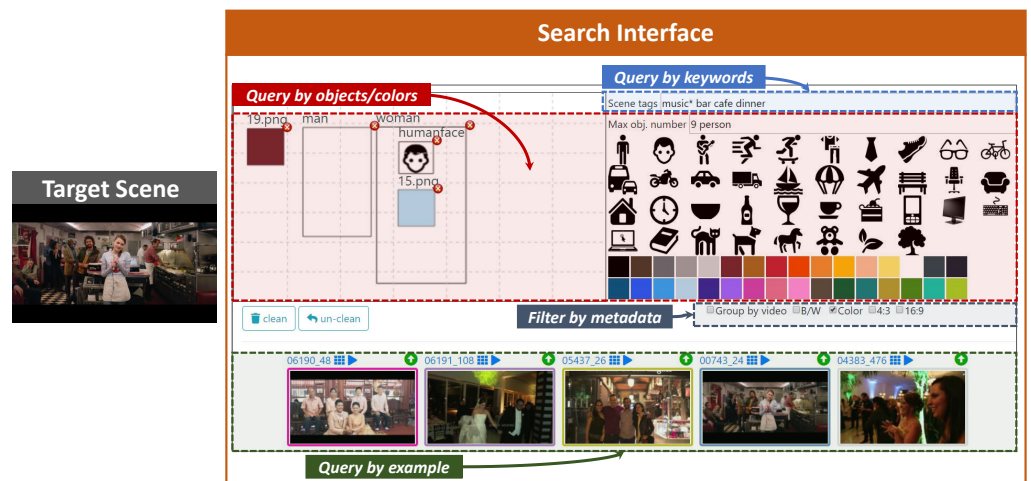 Search Interface
Query by keywords
Query by objects/colors
Scene tags music* bar cafe dinner
19.png man woman
Max obj. number 9 person
humanface
15.png
Target Scene
clean un-clean
Filter by metadata
Group by video B/W Color 4:3 16:9
06190_48 06191_108 05437_26 00743_24 04383_476
Query by example